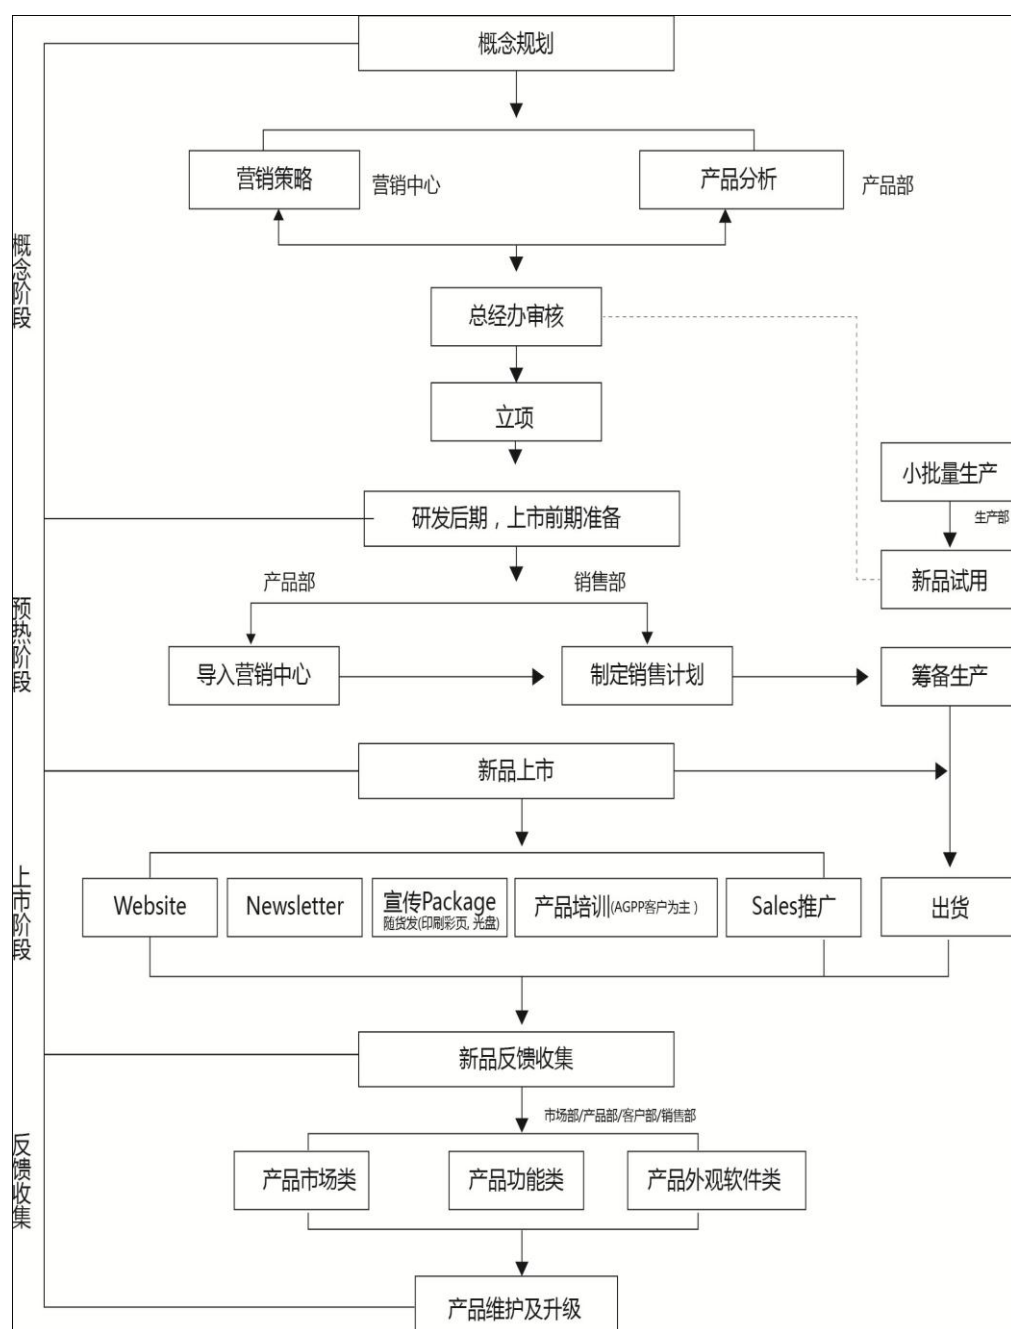 概念规划
营销策略
营销中心
产品分析
产品部
概念阶段
总经办审核
立项
小批量生产
生产部
研发后期，上市前期准备
新品试用
产品部
销售部
预热阶段
导入营销中心
制定销售计划
筹备生产
新品上市
上市阶段
Website
Newsletter
宣传Package
随货发(印刷彩页, 光盘)
产品培训(AGPP客户为主 )
Sales推广
出货
新品反馈收集
市场部/产品部/客户部/销售部
反馈收集
产品市场类
产品功能类
产品外观软件类
产品维护及升级